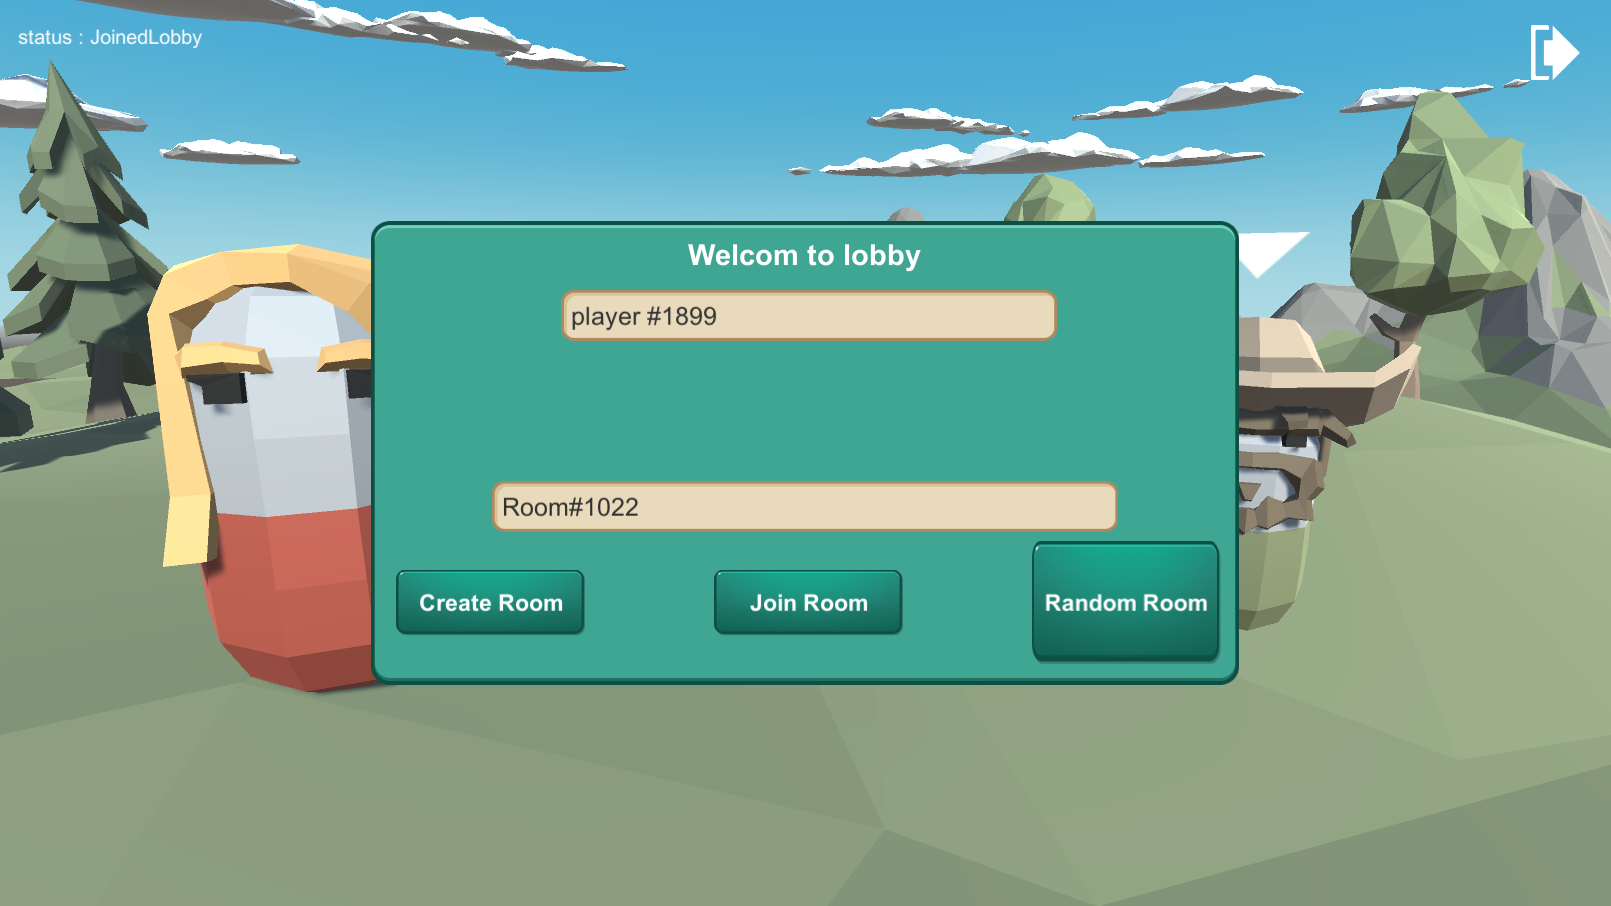 status : JoinedLobby
Welcom to lobby
player #1899
Room#1022
Create Room
Join Room
Random Room